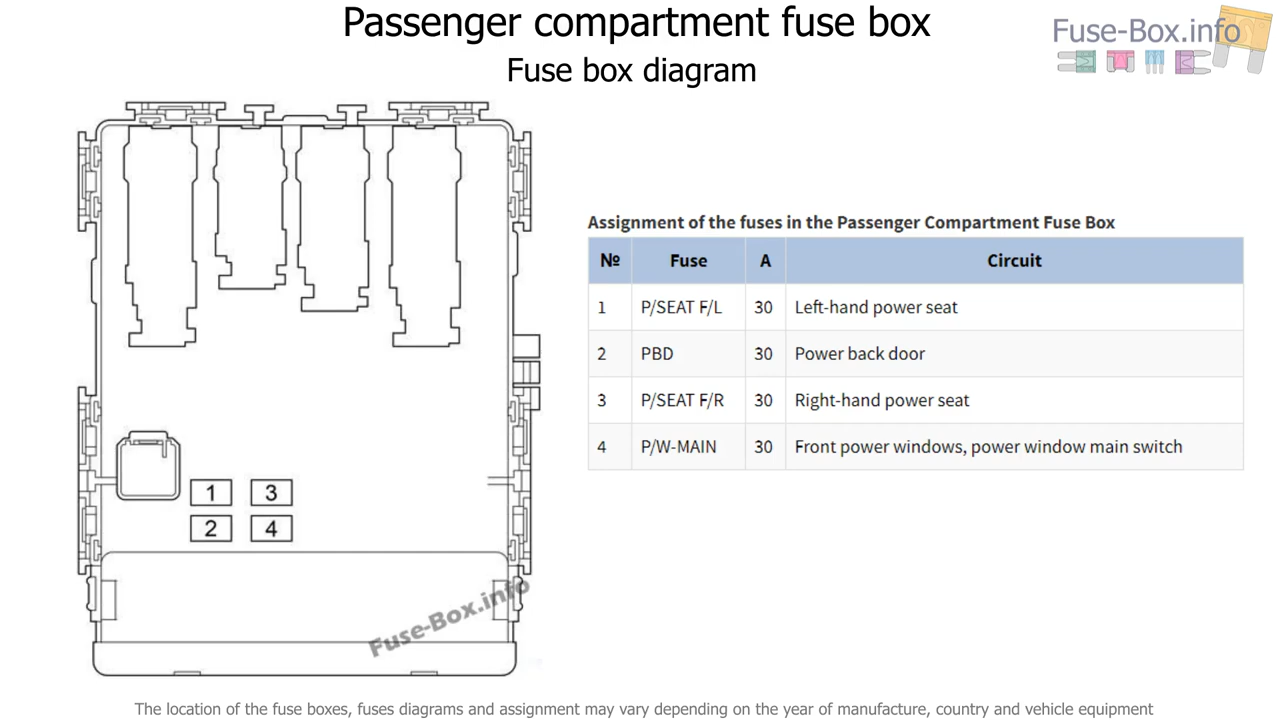 Passenger compartment fuse box
Fuse box diagram
Fuse-Box.info
Assignment of the fuses in the Passenger Compartment Fuse Box
№ Fuse A Circuit
1 P/SEAT F/L 30 Left-hand power seat
2 PBD 30 Power back door
3 P/SEAT F/R 30 Right-hand power seat
4 P/W-MAIN 30 Front power windows, power window main switch
1 3
2 4
Fuse-Box.info
The location of the fuse boxes, fuses diagrams and assignment may vary depending on the year of manufacture, country and vehicle equipment